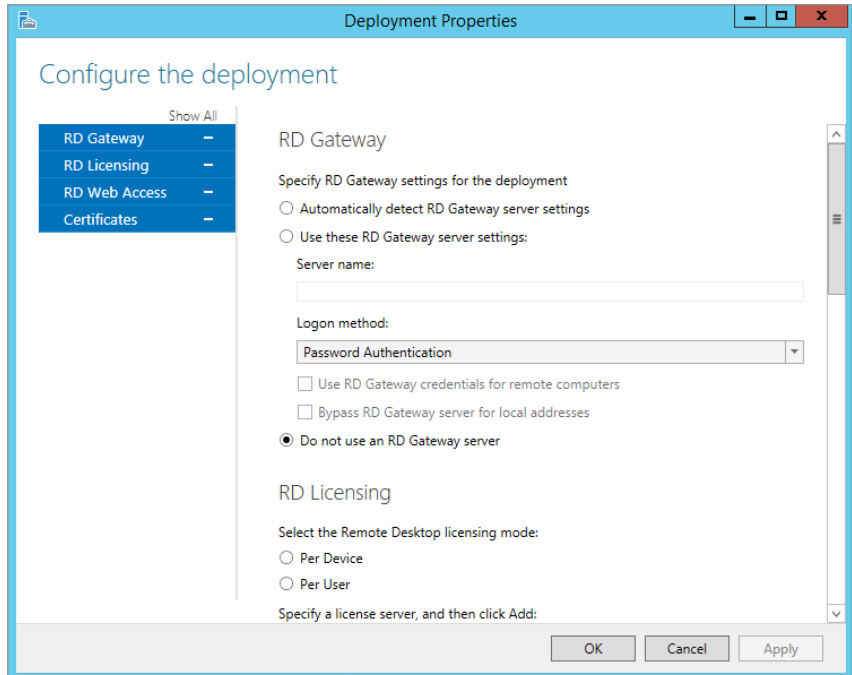 Deployment Properties
Configure the deployment
Show All
RD Gateway
RD Licensing
RD Web Access
Certificates
RD Gateway
Specify RD Gateway settings for the deployment
Automatically detect RD Gateway server settings
Use these RD Gateway server settings:
Server name:
Logon method:
Password Authentication
Use RD Gateway credentials for remote computers
Bypass RD Gateway server for local addresses
Do not use an RD Gateway server
RD Licensing
Select the Remote Desktop licensing mode:
Per Device
Per User
Specify a license server, and then click Add:
OK Cancel Apply